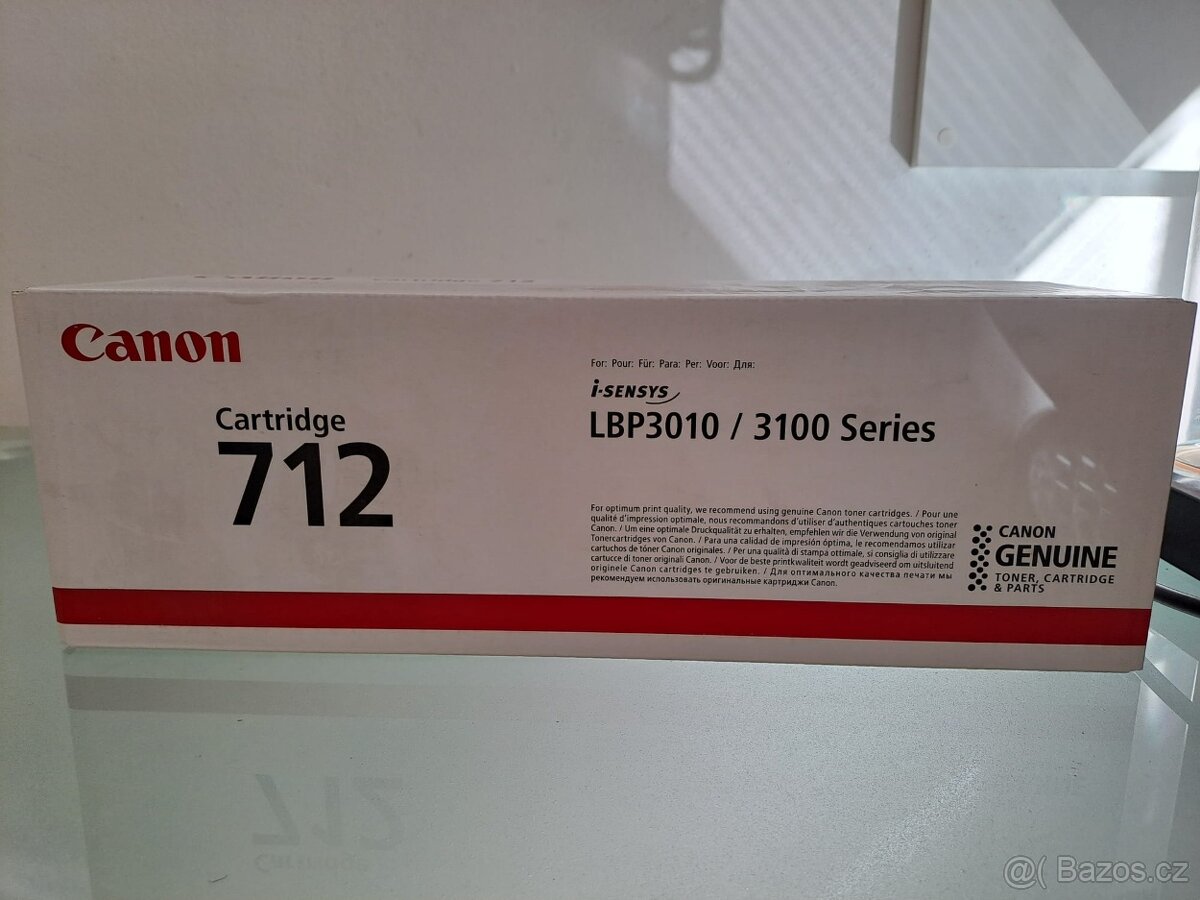 Canon
Cartridge
712
For: Pour: Für: Para: Per: Voor: Для:
i-SENSYS
LBP3010 / 3100 Series
For optimum print quality, we recommend using genuine Canon toner cartridges. / Pour une
qualité d'impression optimale, nous recommandons d'utiliser d'authentiques cartouches toner
Canon. / Um eine optimale Druckqualität zu erhalten, empfehlen wir die Verwendung von original
Tonercartridges von Canon. / Para una calidad de impresión óptima, le recomendamos utilizar
cartuchos de tóner Canon originales. / Per una qualità di stampa ottimale, si consiglia di utilizzare
cartucce di toner originali Canon. / Voor de beste printkwaliteit wordt geadviseerd om uitsluitend
originele Canon cartridges te gebruiken. / Для оптимального качества печати мы
рекомендуем использовать оригинальные картриджи Canon.
CANON
GENUINE
TONER, CARTRIDGE
& PARTS
@( Bazos.cz